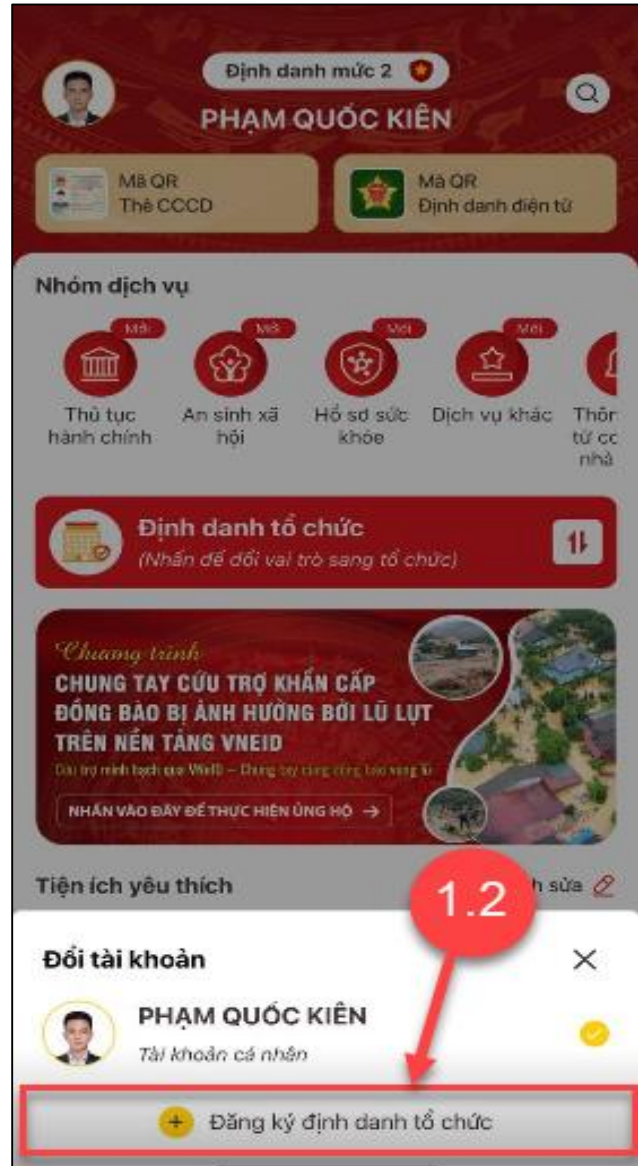 Định danh mức 2
PHẠM QUỐC KIÊN
Mã QR
Thẻ CCCD
Mã QR
Định danh điện tử
Nhóm dịch vụ
Mới
Mới
Mới
Mới
Thủ tục
hành chính
An sinh xã
hội
Hồ sơ sức
khỏe
Dịch vụ khác
từ
nhà
Định danh tổ chức
(Nhấn để đổi vai trò sang tổ chức)
Chương trình
CHUNG TAY CỨU TRỢ KHẨN CẤP
ĐỒNG BÀO BỊ ẢNH HƯỞNG BỞI LŨ LỤT
TRÊN NỀN TẢNG VNEID
NHẤN VÀO ĐÂY ĐỂ THỰC HIỆN ỦNG HỘ →
Tiện ích yêu thích
sửa
1.2
Đổi tài khoản
PHẠM QUỐC KIÊN
Tài khoản cá nhân
Đăng ký định danh tổ chức